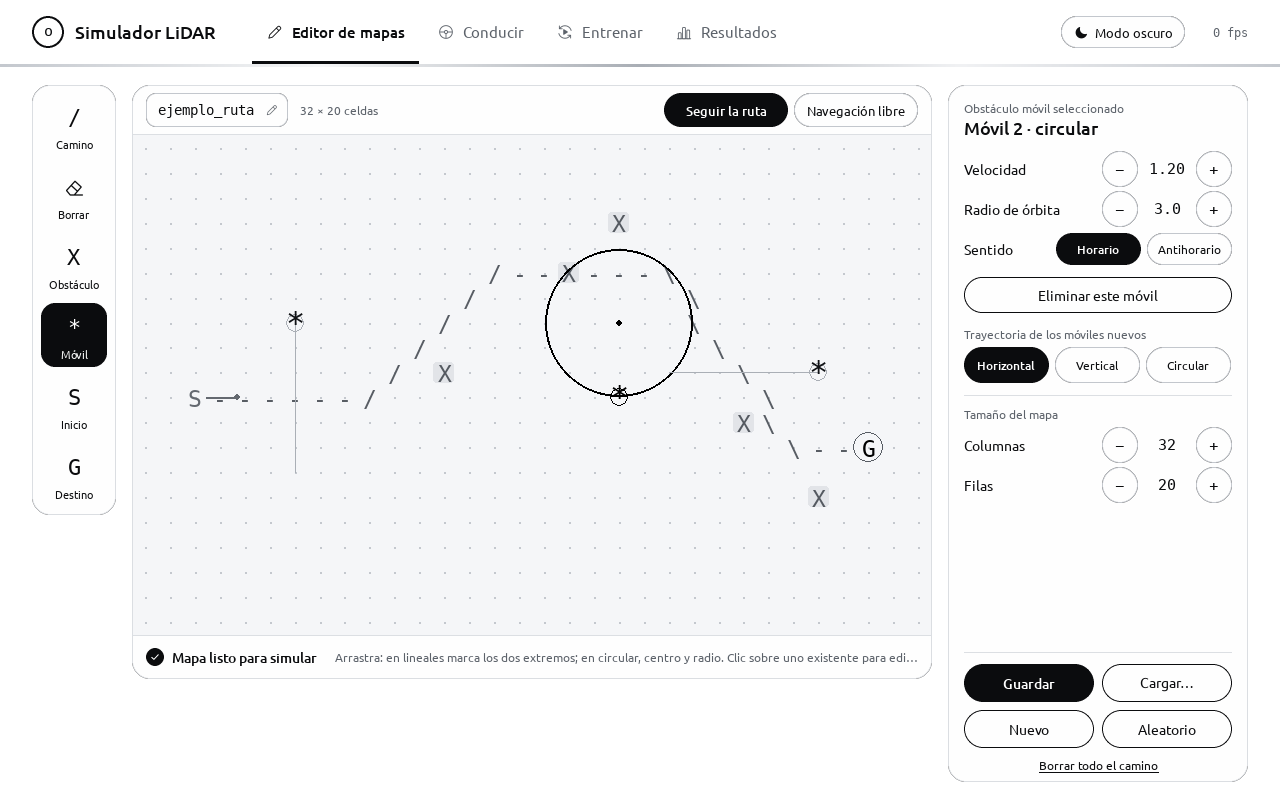 O Simulador LiDAR Editor de mapas Conducir Entrenar Resultados Modo oscuro 0 fps
/
Camino
Borrar
X
Obstáculo
*
Móvil
S
Inicio
G
Destino
ejemplo_ruta 32 × 20 celdas Seguir la ruta Navegación libre
X
/ - - X - - - \
/ \
* / \
/ \
/ X \ *
S - - - - - - / \
X \
\ - - G
X
*
Mapa listo para simular Arrastra: en lineales marca los dos extremos; en circular, centro y radio. Clic sobre uno existente para edi…
Obstáculo móvil seleccionado
Móvil 2 · circular
Velocidad – 1.20 +
Radio de órbita – 3.0 +
Sentido Horario Antihorario
Eliminar este móvil
Trayectoria de los móviles nuevos
Horizontal Vertical Circular
Tamaño del mapa
Columnas – 32 +
Filas – 20 +
Guardar Cargar…
Nuevo Aleatorio
Borrar todo el camino